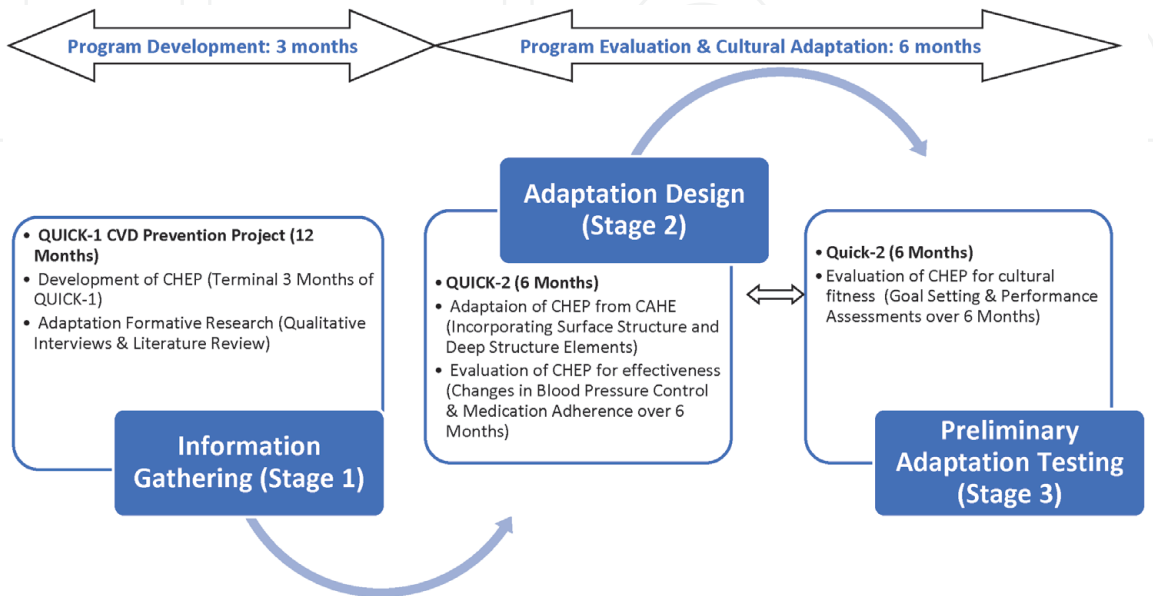 Program Development: 3 months
Program Evaluation & Cultural Adaptation: 6 months
• QUICK-1 CVD Prevention Project (12
Months)
• Development of CHEP (Terminal 3 Months of
QUICK-1)
• Adaptation Formative Research (Qualitative
Interviews & Literature Review)
Information
Gathering (Stage 1)
Adaptation Design
(Stage 2)
• QUICK-2 (6 Months)
• Adaptaion of CHEP from CAHE
(Incorporating Surface Structure and
Deep Structure Elements)
• Evaluation of CHEP for effectiveness
(Changes in Blood Pressure Control
& Medication Adherence over 6
Months)
• Quick-2 (6 Months)
• Evaluation of CHEP for cultural
fitness (Goal Setting & Performance
Assessments over 6 Months)
Preliminary
Adaptation Testing
(Stage 3)